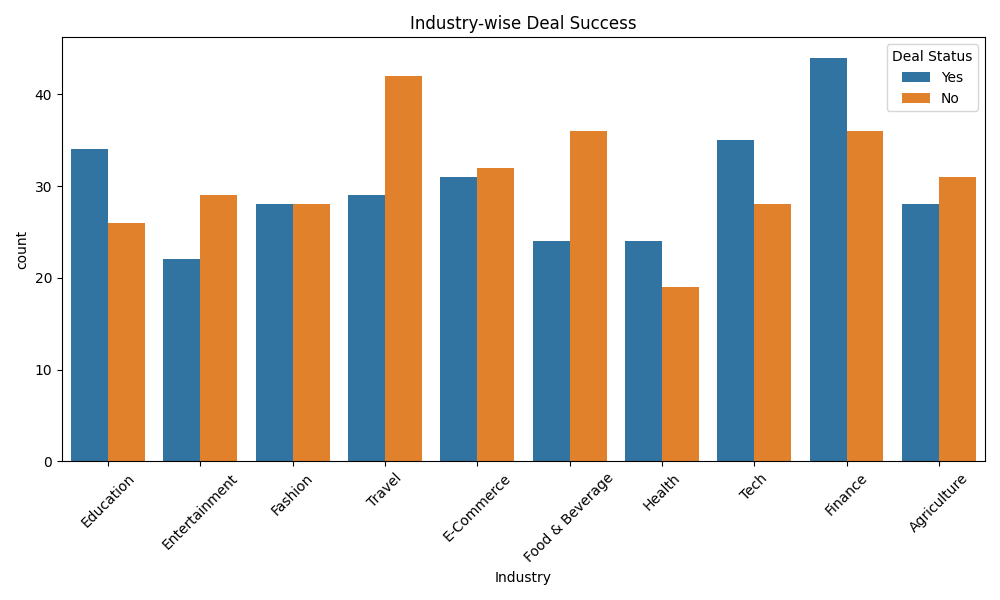 Industry-wise Deal Success
Deal Status
Yes
No
count
40
30
20
10
0
Education
Entertainment
Fashion
Travel
E-Commerce
Food & Beverage
Health
Tech
Finance
Agriculture
Industry